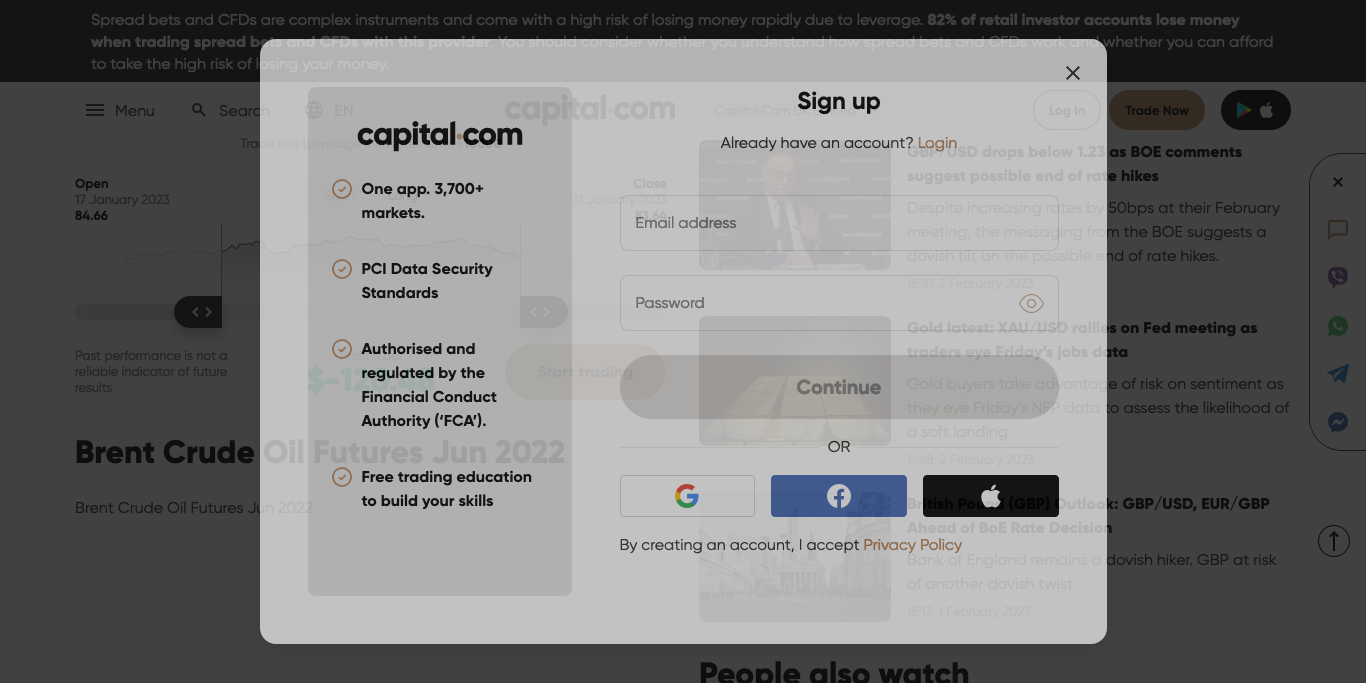 Spread bets and CFDs are complex instruments and come with a high risk of losing money rapidly due to leverage. 82% of retail investor accounts lose money
when trading spread bets and CFDs with this provider. You should consider whether you understand how spread bets and CFDs work and whether you can afford
to take the high risk of losing your money.
Menu
Search
EN
capital.com
Capital Com
Log In
Trade Now
Trade size (Leverage
Open
17 January 2023
84.66
Close
31 January 2023
83.64
Long
Past performance is not a
reliable indicator of future
results
Start trading
Brent Crude Oil Futures Jun 2022
Brent Crude Oil Futures Jun 2022
capital.com
One app. 3,700+
markets.
PCI Data Security
Standards
Authorised and
regulated by the
Financial Conduct
Authority (‘FCA’).
Free trading education
to build your skills
Sign up
Already have an account? Login
Email address
Password
Continue
OR
By creating an account, I accept Privacy Policy
GBP/USD drops below 1.23 as BOE comments
suggest possible end of rate hikes
Despite increasing rates by 50bps at their February
meeting, the messaging from the BOE suggests a
dovish tilt an the possible end of rate hikes.
15:37, 2 February 2023
Gold latest: XAU/USD rallies on Fed meeting as
traders eye Friday’s jobs data
Gold buyers take advantage of risk on sentiment as
they eye Friday's NFP data to assess the likelihood of
a soft landing
11:48, 2 February 2023
British Pound (GBP) Outlook: GBP/USD, EUR/GBP
Ahead of BoE Rate Decision
Bank of England remains a dovish hiker. GBP at risk
of another dovish twist
15:13, 1 February 2023
People also watch